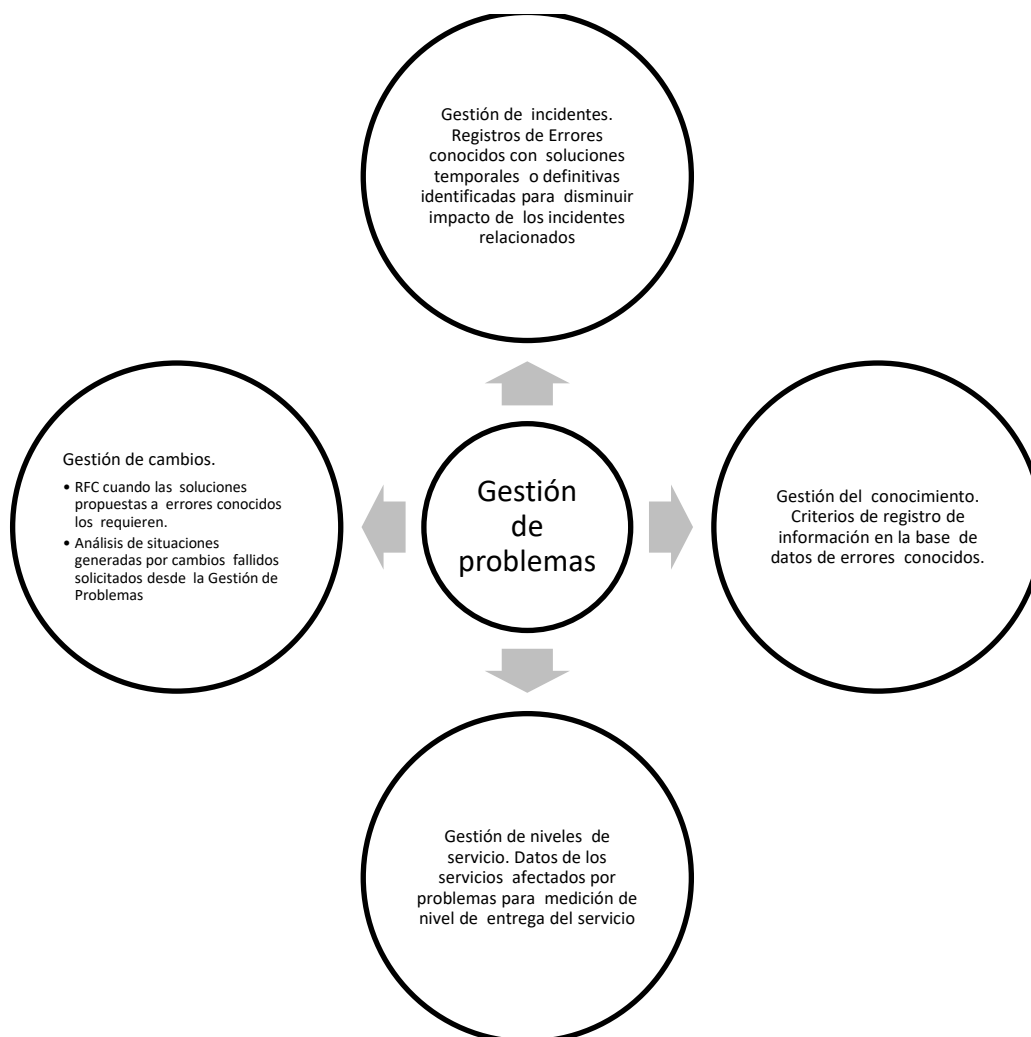 Gestión de incidentes.
Registros de Errores
conocidos con soluciones
temporales o definitivas
identificadas para disminuir
impacto de los incidentes
relacionados
Gestión de cambios.
• RFC cuando las soluciones
propuestas a errores conocidos
los requieren.
• Análisis de situaciones
generadas por cambios fallidos
solicitados desde la Gestión de
Problemas
Gestión
de
problemas
Gestión del conocimiento.
Criterios de registro de
información en la base de
datos de errores conocidos.
Gestión de niveles de
servicio. Datos de los
servicios afectados por
problemas para medición de
nivel de entrega del servicio